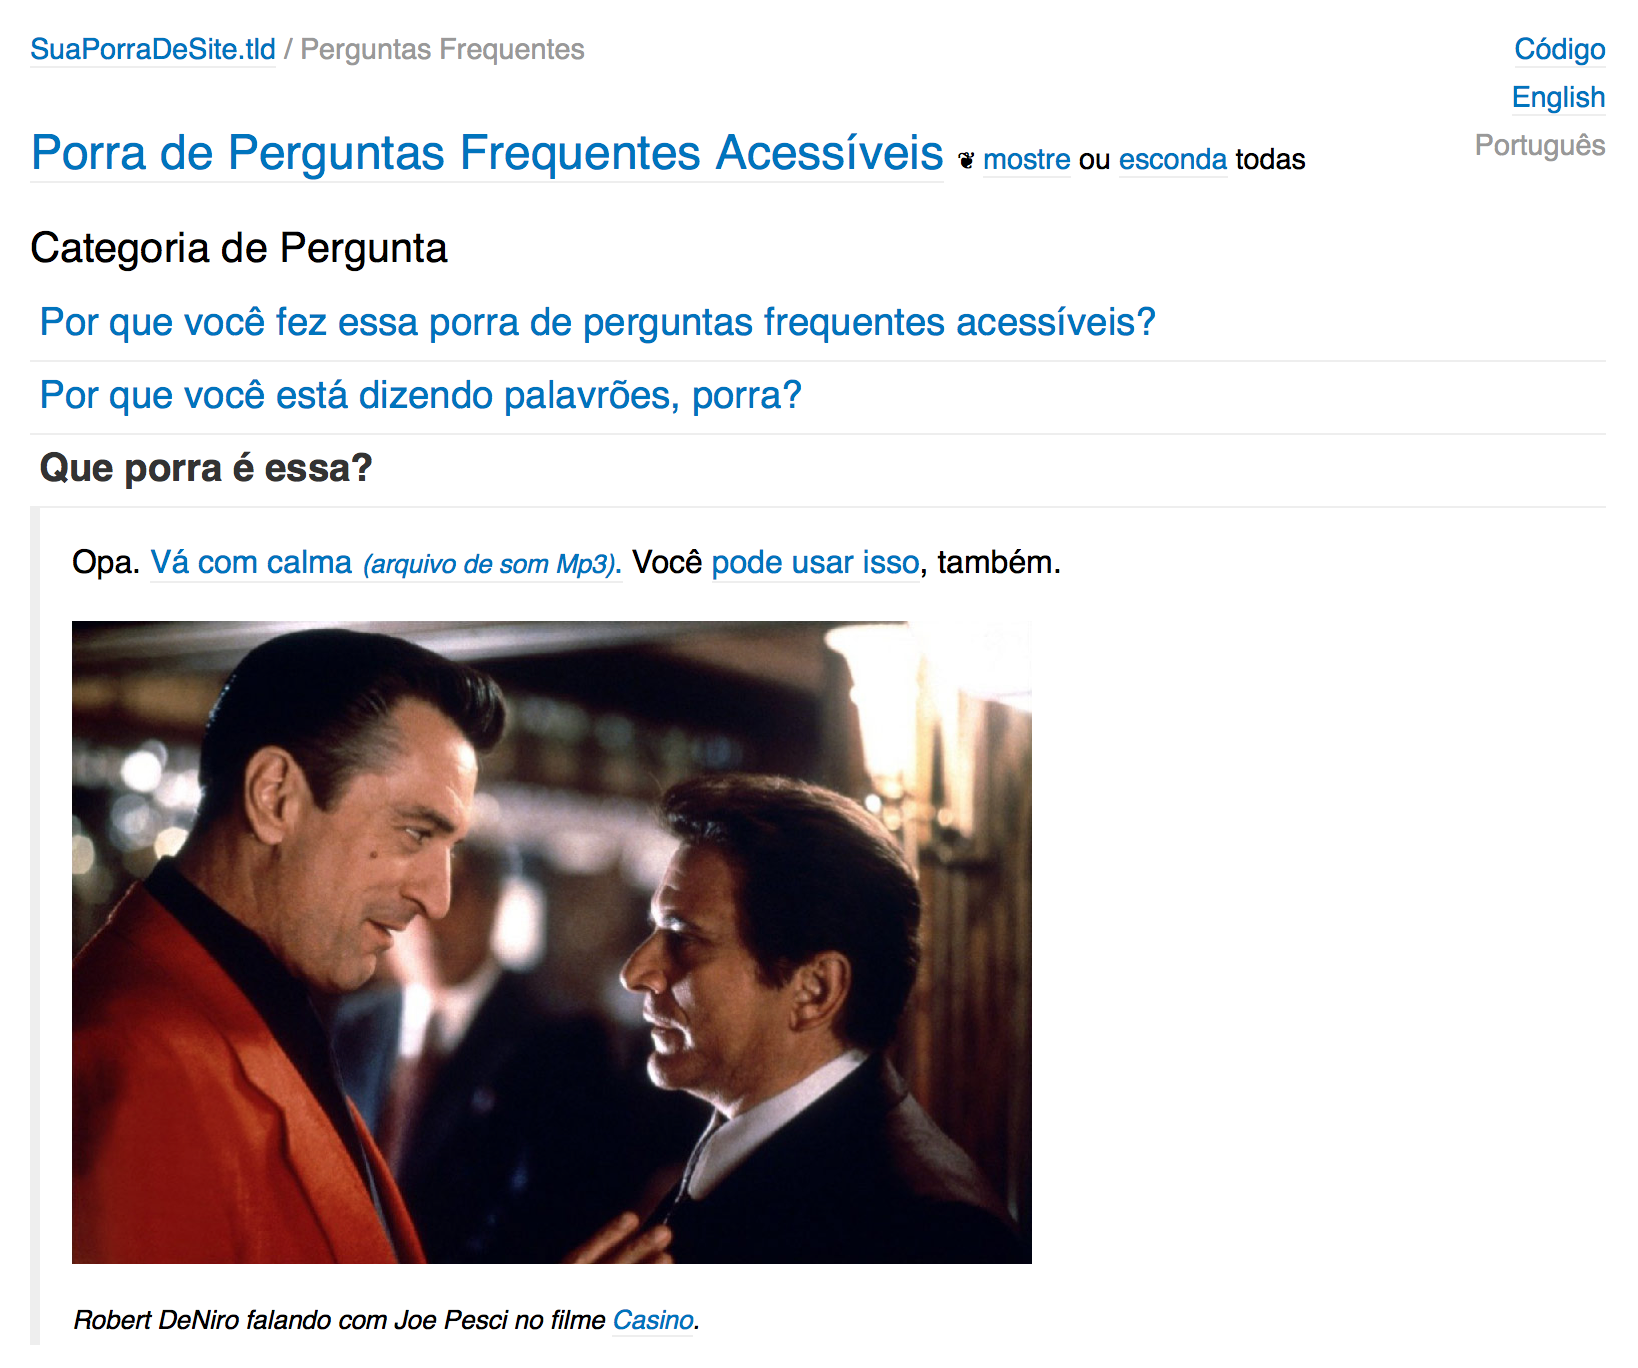 SuaPorraDeSite.tld / Perguntas Frequentes
Código
English
Português
Porra de Perguntas Frequentes Acessíveis ❦ mostre ou esconda todas
Categoria de Pergunta
Por que você fez essa porra de perguntas frequentes acessíveis?
Por que você está dizendo palavrões, porra?
Que porra é essa?
Opa. Vá com calma (arquivo de som Mp3). Você pode usar isso, também.
Robert DeNiro falando com Joe Pesci no filme Casino.